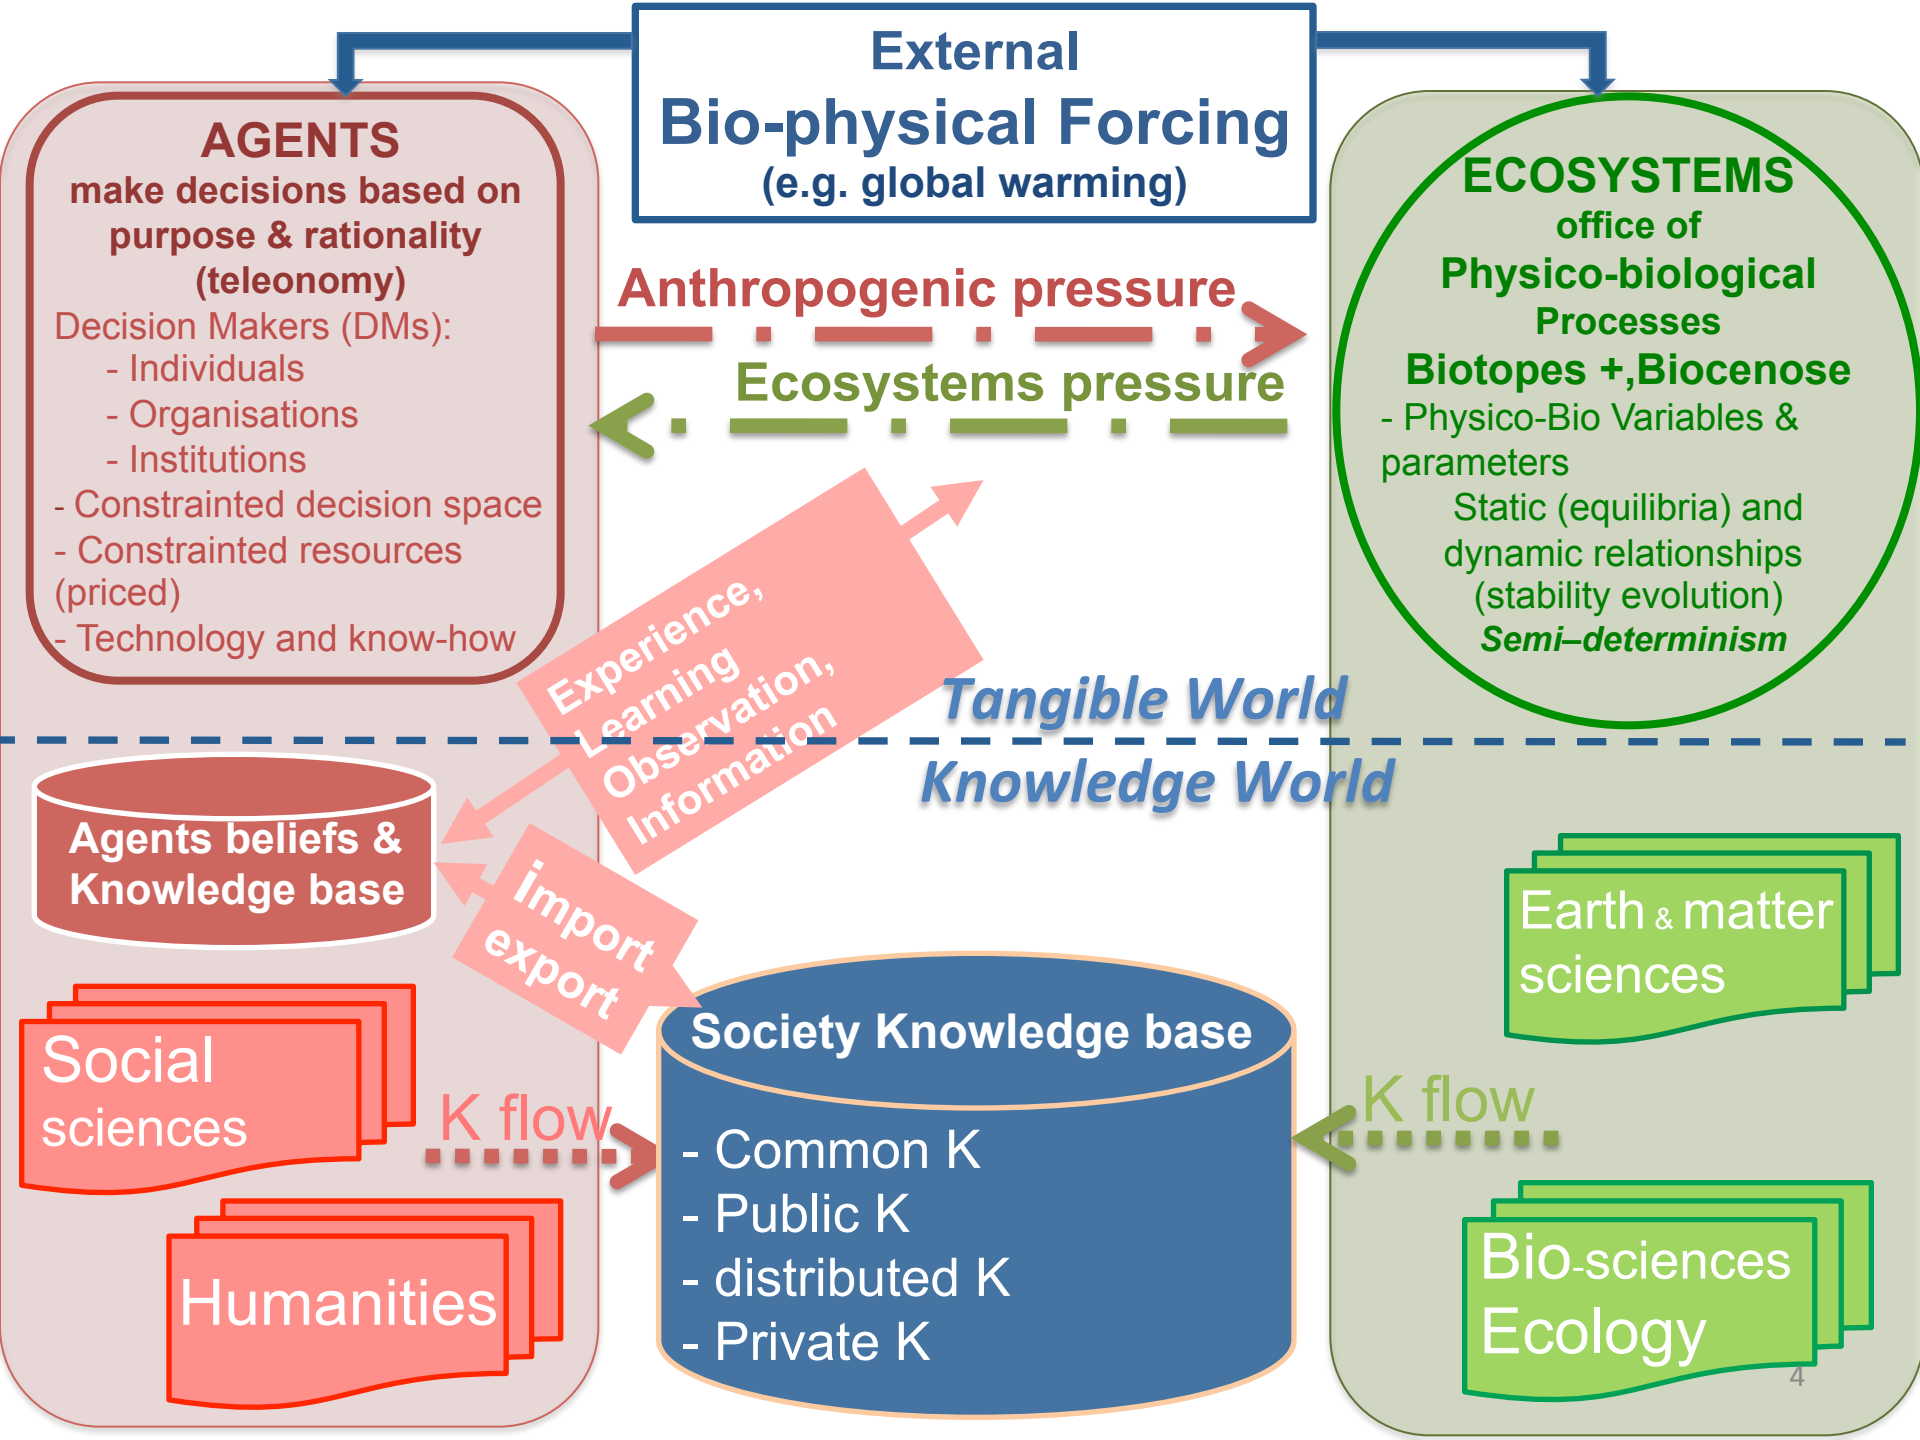 External
Bio-physical Forcing
(e.g. global warming)
AGENTS
make decisions based on
purpose & rationality
(teleonomy)
Decision Makers (DMs):
- Individuals
- Organisations
- Institutions
- Constrainted decision space
- Constrainted resources
(priced)
- Technology and know-how
Anthropogenic pressure
Ecosystems pressure
ECOSYSTEMS
office of
Physico-biological
Processes
Biotopes +,Biocenose
- Physico-Bio Variables &
parameters
Static (equilibria) and
dynamic relationships
(stability evolution)
Semi–determinism
Experience,
Learning
Observation,
Information
Tangible World
Knowledge World
Agents beliefs &
Knowledge base
import
export
Social
sciences
Humanities
K flow
Society Knowledge base
- Common K
- Public K
- distributed K
- Private K
K flow
Earth & matter
sciences
Bio-sciences
Ecology
4